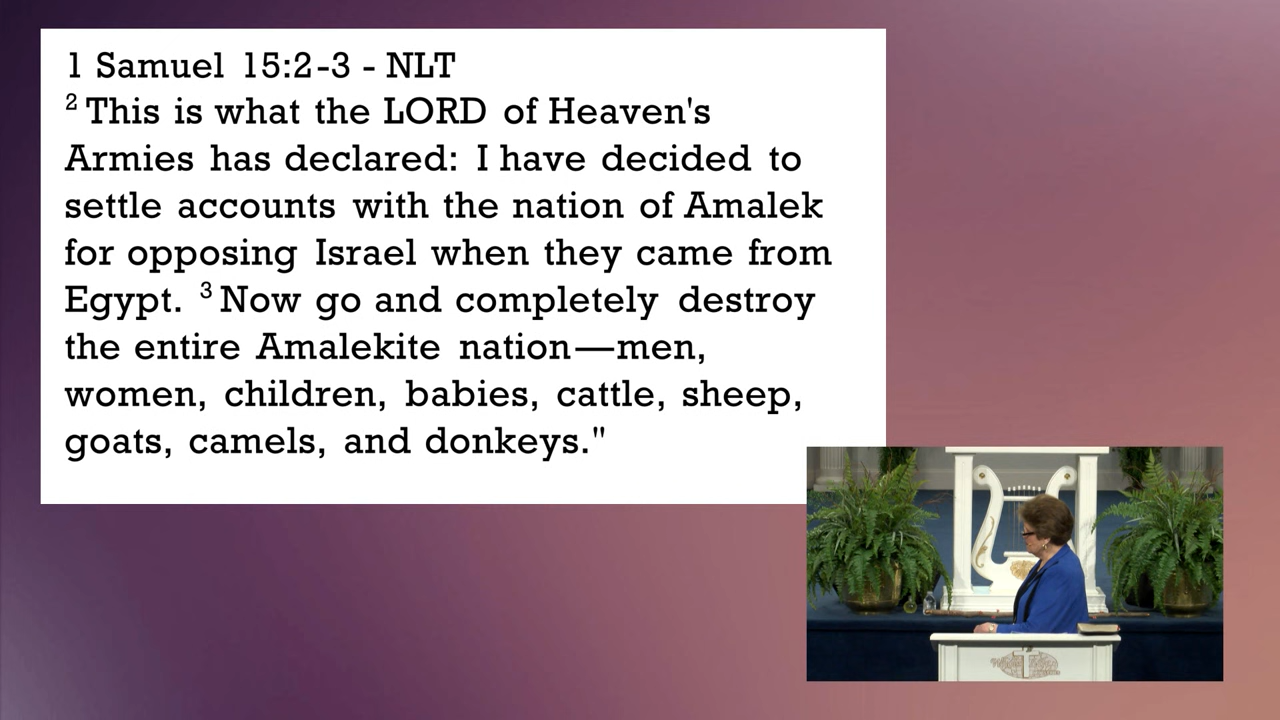 1 Samuel 15:2-3 - NLT
2 This is what the LORD of Heaven's
Armies has declared: I have decided to
settle accounts with the nation of Amalek
for opposing Israel when they came from
Egypt. 3 Now go and completely destroy
the entire Amalekite nation—men,
women, children, babies, cattle, sheep,
goats, camels, and donkeys."